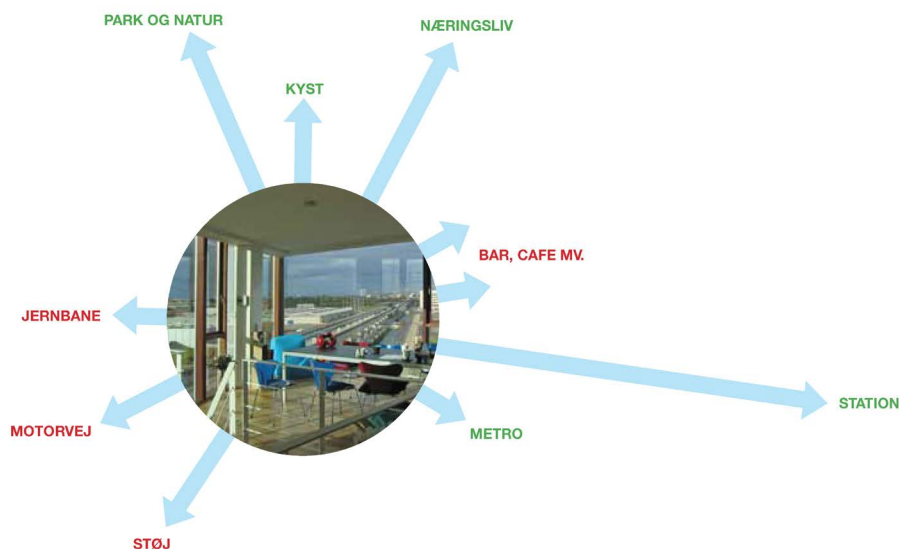 PARK OG NATUR
NÆRINGSLIV
KYST
BAR, CAFE MV.
JERNBANE
STATION
MOTORVEJ
METRO
STØJ